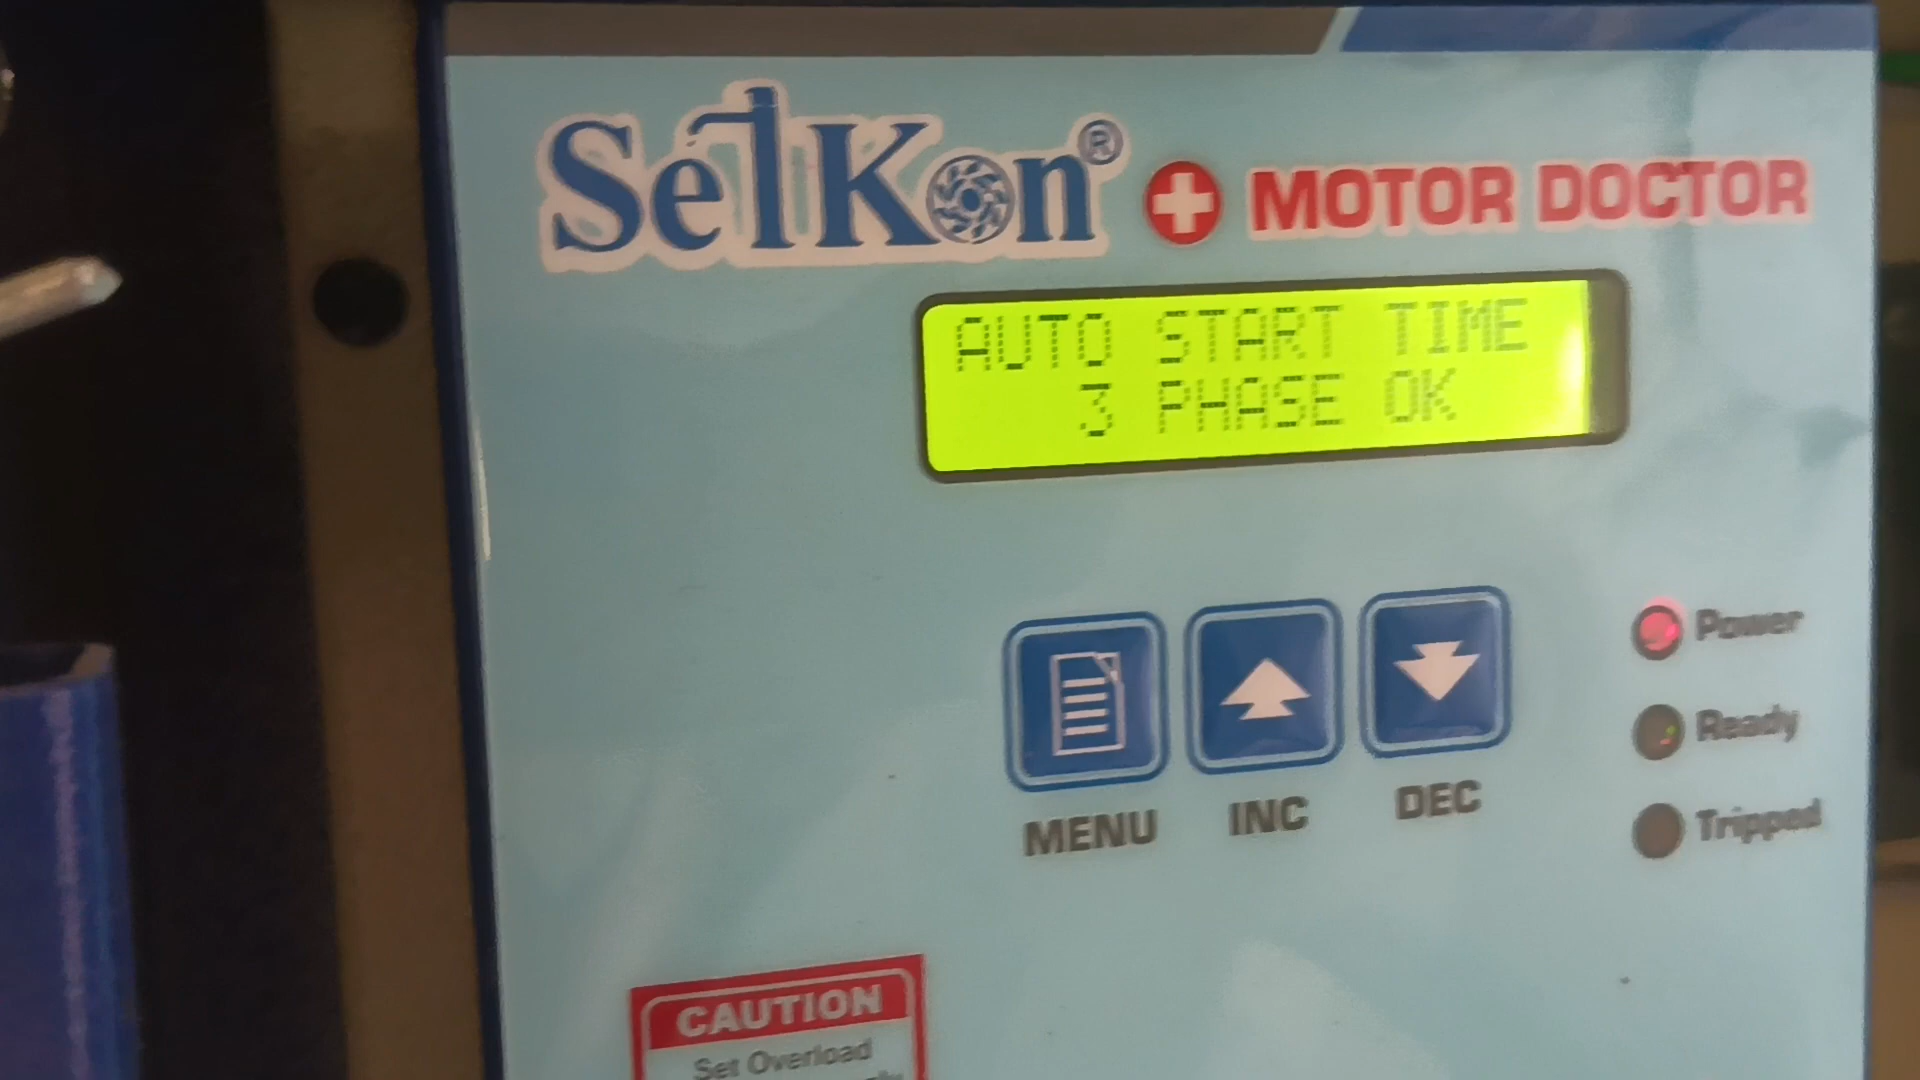 SelKon® MOTOR DOCTOR
AUTO START TIME
3 PHASE OK
MENU
INC
DEC
Power
Ready
Tripped
CAUTION
Set Overload